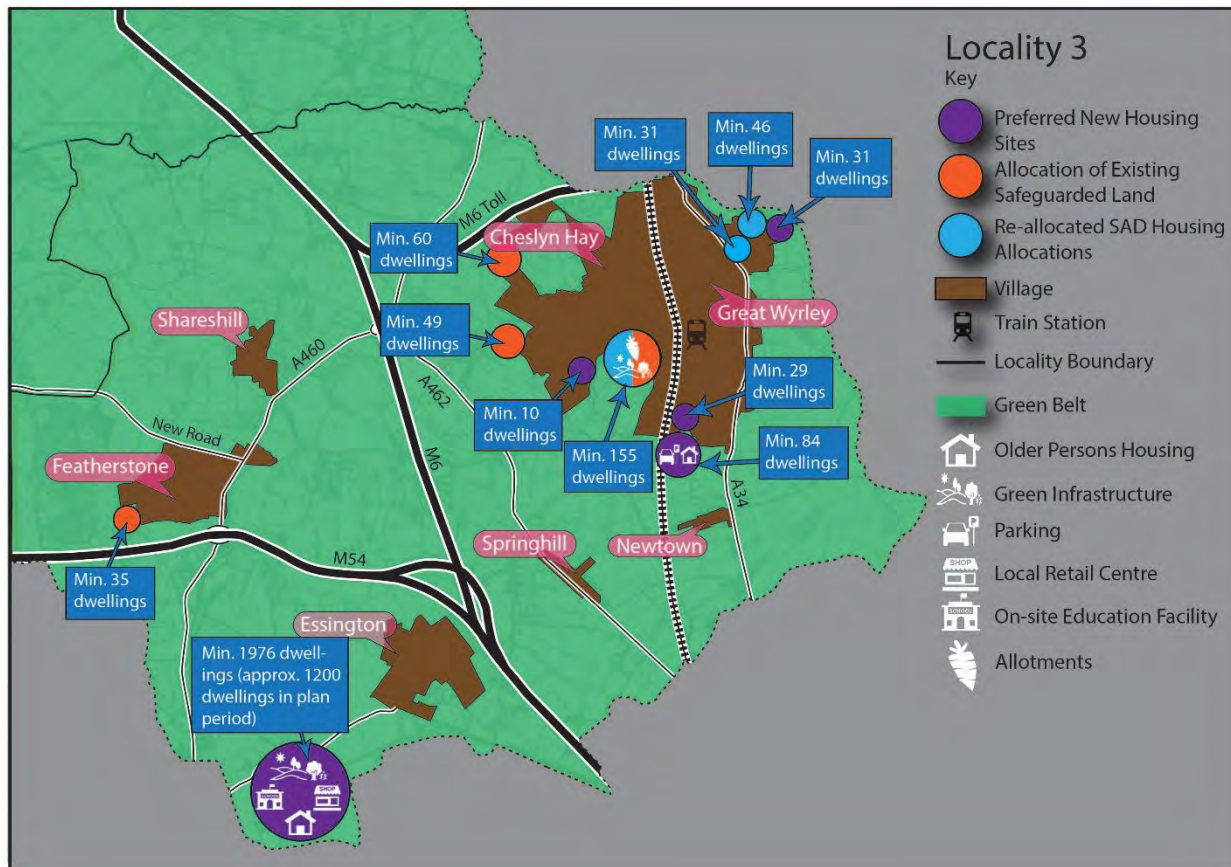 Locality 3
Key
Preferred New Housing
Sites
Allocation of Existing
Safeguarded Land
Re-allocated SAD Housing
Allocations
Village
Train Station
Locality Boundary
Green Belt
Older Persons Housing
Green Infrastructure
Parking
Local Retail Centre
On-site Education Facility
Allotments
P
SHOP
SCHOOL
Min. 31
dwellings
Min. 46
dwellings
Min. 31
dwellings
M6 Toll
Cheslyn Hay
Min. 60
dwellings
Great Wyrley
Shareshill
Min. 49
dwellings
A460
A462
Min. 10
dwellings
Min. 29
dwellings
Min. 155
dwellings
Min. 84
dwellings
P
New Road
Featherstone
M6
A34
Min. 35
dwellings
M54
Springhill
Newtown
Essington
Min. 1976 dwell-
ings (approx. 1200
dwellings in plan
period)
SCHOOL
SHOP